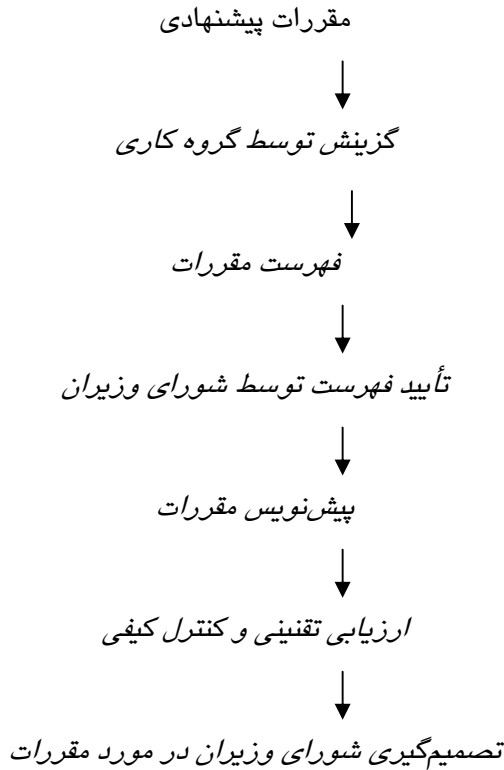 مقررات پیشنهادی
گزینش توسط گروه کاری
فهرست مقررات
تأیید فهرست توسط شورای وزیران
پیش‌نویس مقررات
ارزیابی تقنینی و کنترل کیفی
تصمیم‌گیری شورای وزیران در مورد مقررات